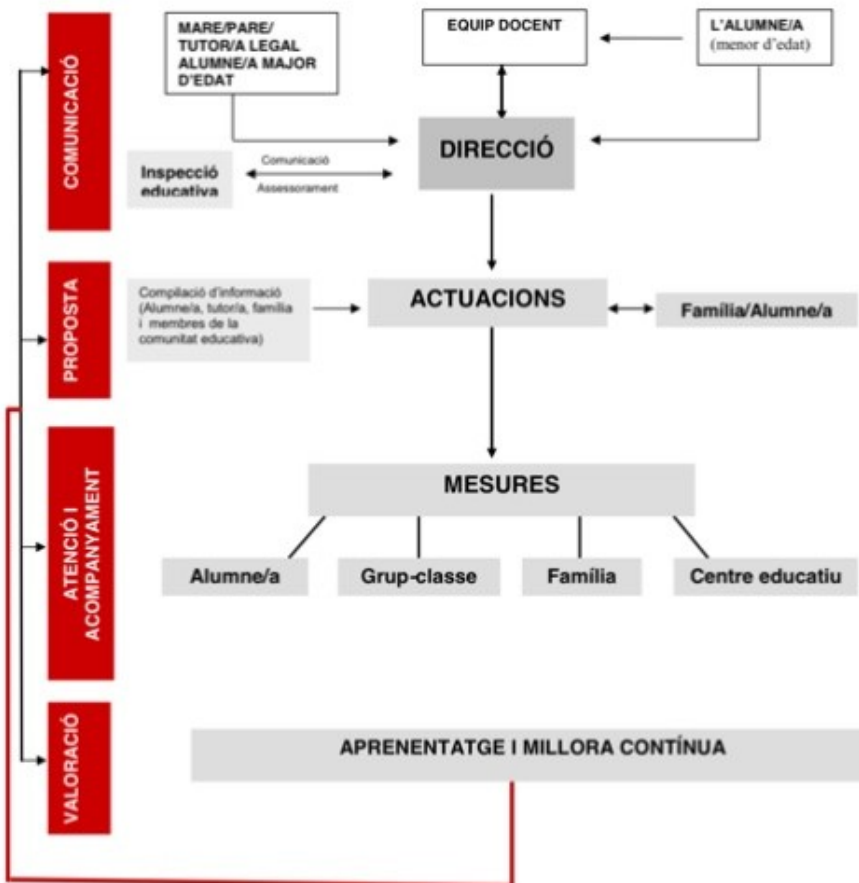 COMUNICACIÓ
MARE/PARE/
TUTOR/A LEGAL
ALUMNE/A MAJOR
D'EDAT
EQUIP DOCENT
L'ALUMNE/A
(menor d'edat)
DIRECCIÓ
Inspecció
educativa
Comunicació
Assessorament
PROPOSTA
Compilació d'informació
(Alumne/a, tutor/a, família
i membres de la
comunitat educativa)
ACTUACIONS
Família/Alumne/a
ATENCIÓ I
ACOMPANYAMENT
MESURES
Alumne/a
Grup-classe
Família
Centre educatiu
VALORACIÓ
APRENENTATGE I MILLORA CONTÍNUA